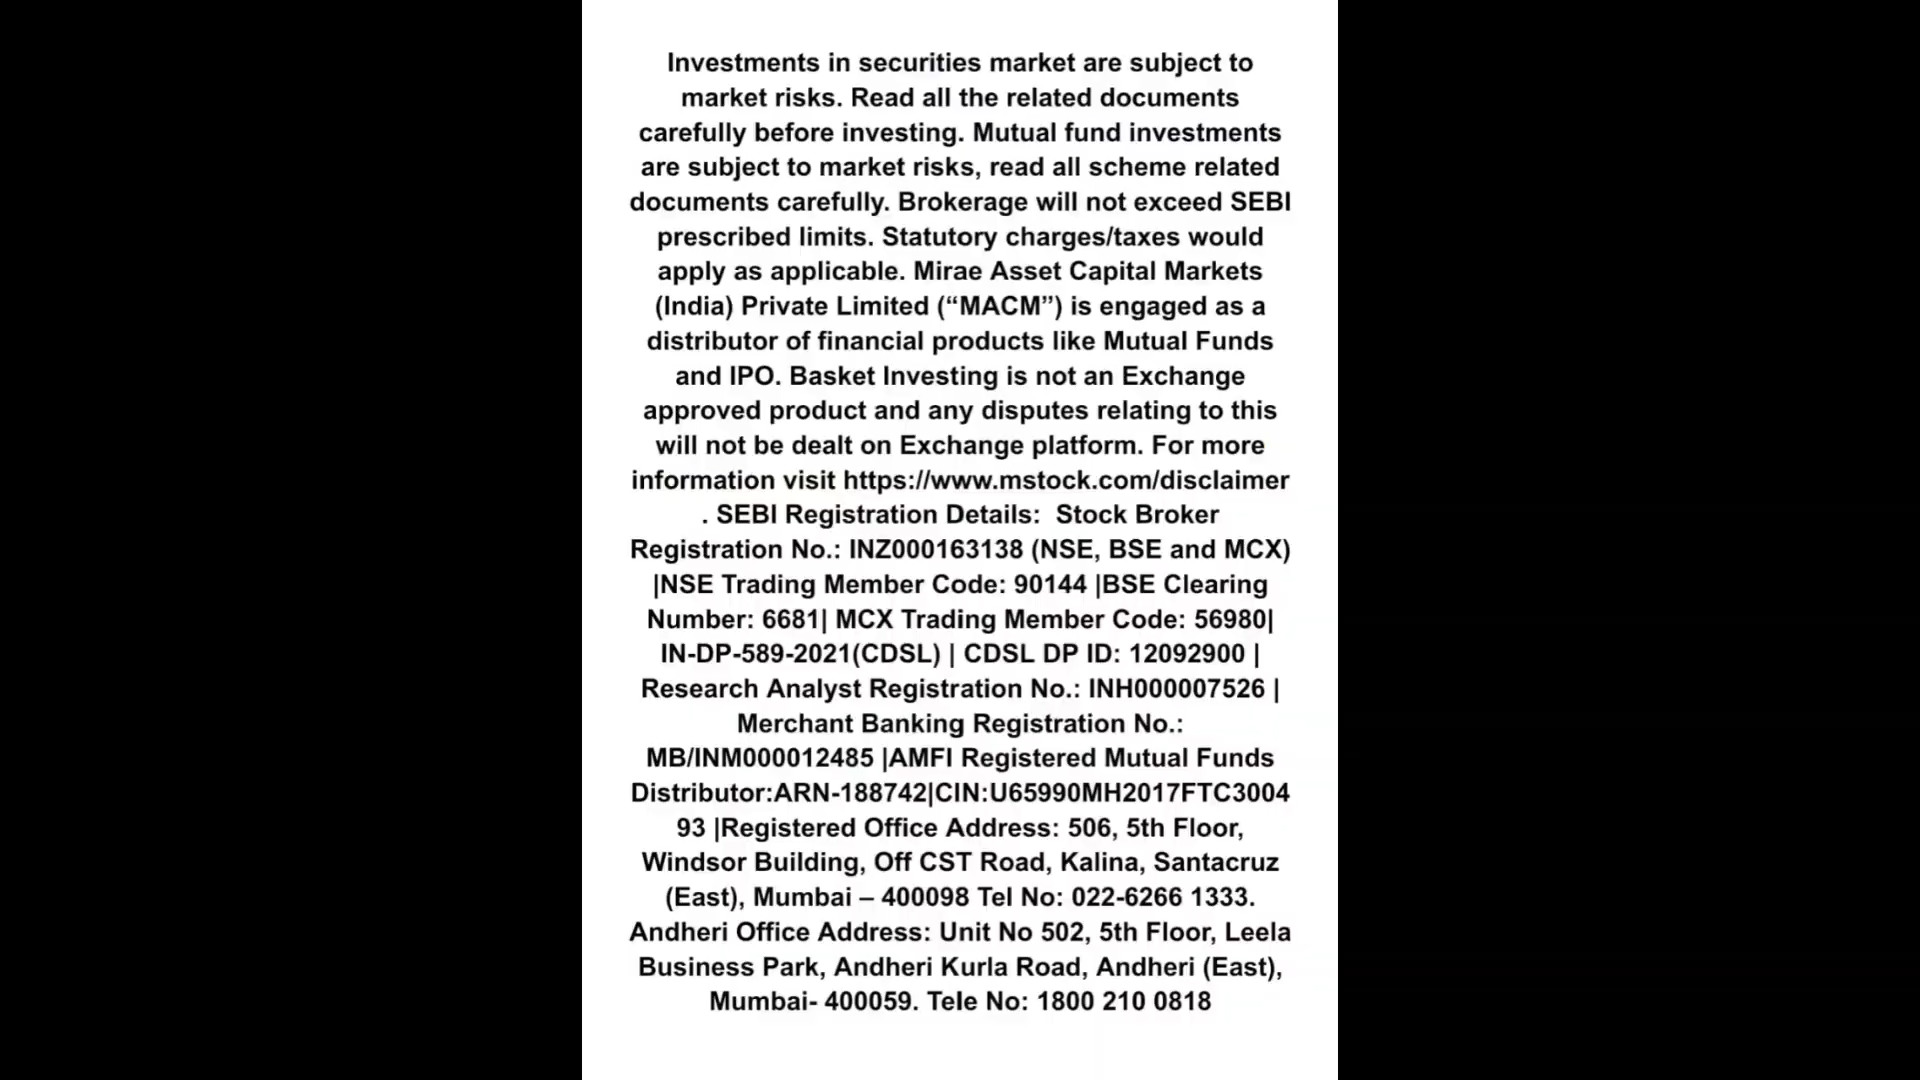 Investments in securities market are subject to
market risks. Read all the related documents
carefully before investing. Mutual fund investments
are subject to market risks, read all scheme related
documents carefully. Brokerage will not exceed SEBI
prescribed limits. Statutory charges/taxes would
apply as applicable. Mirae Asset Capital Markets
(India) Private Limited (“MACM”) is engaged as a
distributor of financial products like Mutual Funds
and IPO. Basket Investing is not an Exchange
approved product and any disputes relating to this
will not be dealt on Exchange platform. For more
information visit https://www.mstock.com/disclaimer
. SEBI Registration Details:  Stock Broker
Registration No.: INZ000163138 (NSE, BSE and MCX)
|NSE Trading Member Code: 90144 |BSE Clearing
Number: 6681| MCX Trading Member Code: 56980|
IN-DP-589-2021(CDSL) | CDSL DP ID: 12092900 |
Research Analyst Registration No.: INH000007526 |
Merchant Banking Registration No.:
MB/INM000012485 |AMFI Registered Mutual Funds
Distributor:ARN-188742|CIN:U65990MH2017FTC3004
93 |Registered Office Address: 506, 5th Floor,
Windsor Building, Off CST Road, Kalina, Santacruz
(East), Mumbai – 400098 Tel No: 022-6266 1333.
Andheri Office Address: Unit No 502, 5th Floor, Leela
Business Park, Andheri Kurla Road, Andheri (East),
Mumbai- 400059. Tele No: 1800 210 0818